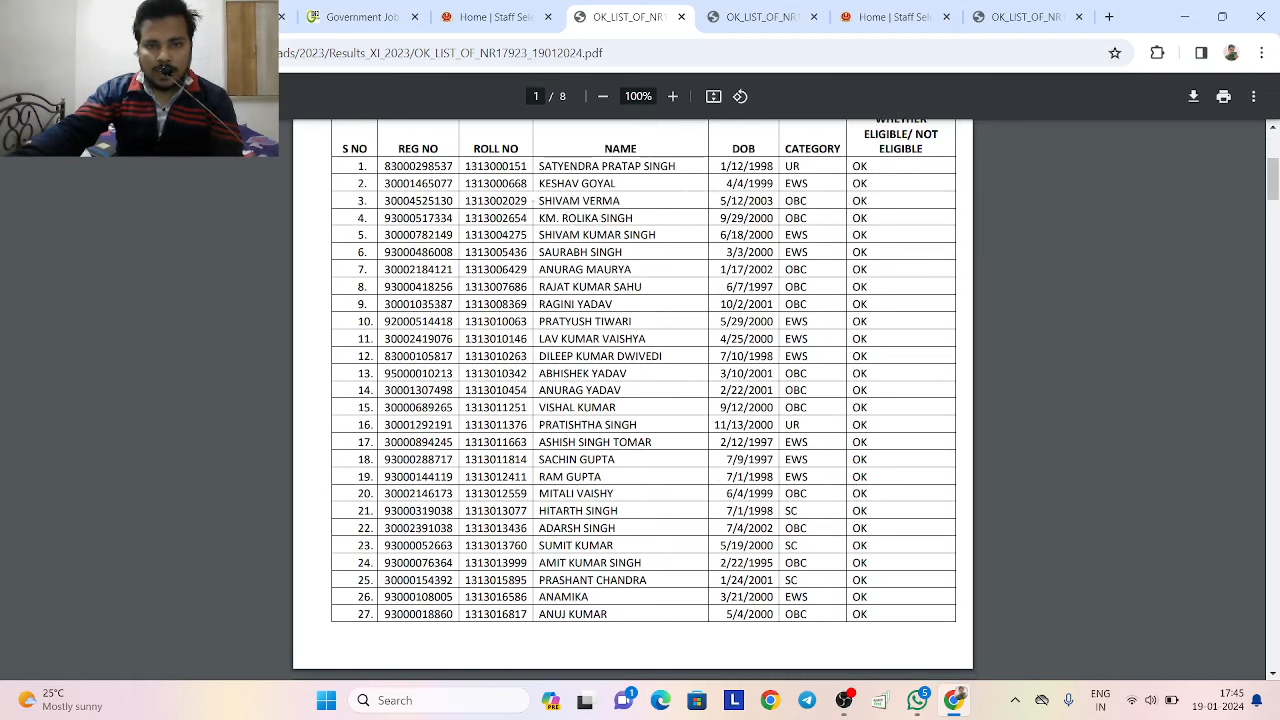 Government Job
Home | Staff Sele
OK_LIST_OF_NR1
OK_LIST_OF_NR1
Home | Staff Sele
OK_LIST_OF_NR1
ads/2023/Results_XI_2023/OK_LIST_OF_NR17923_19012024.pdf
1 / 8 100%
WHETHER
ELIGIBLE/ NOT
S NO REG NO ROLL NO NAME DOB CATEGORY ELIGIBLE
1. 83000298537 1313000151 SATYENDRA PRATAP SINGH 1/12/1998 UR OK
2. 30001465077 1313000668 KESHAV GOYAL 4/4/1999 EWS OK
3. 30004525130 1313002029 SHIVAM VERMA 5/12/2003 OBC OK
4. 93000517334 1313002654 KM. ROLIKA SINGH 9/29/2000 OBC OK
5. 30000782149 1313004275 SHIVAM KUMAR SINGH 6/18/2000 EWS OK
6. 93000486008 1313005436 SAURABH SINGH 3/3/2000 EWS OK
7. 30002184121 1313006429 ANURAG MAURYA 1/17/2002 OBC OK
8. 93000418256 1313007686 RAJAT KUMAR SAHU 6/7/1997 OBC OK
9. 30001035387 1313008369 RAGINI YADAV 10/2/2001 OBC OK
10. 92000514418 1313010063 PRATYUSH TIWARI 5/29/2000 EWS OK
11. 30002419076 1313010146 LAV KUMAR VAISHYA 4/25/2000 EWS OK
12. 83000105817 1313010263 DILEEP KUMAR DWIVEDI 7/10/1998 EWS OK
13. 95000010213 1313010342 ABHISHEK YADAV 3/10/2001 OBC OK
14. 30001307498 1313010454 ANURAG YADAV 2/22/2001 OBC OK
15. 30000689265 1313011251 VISHAL KUMAR 9/12/2000 OBC OK
16. 30001292191 1313011376 PRATISHTHA SINGH 11/13/2000 UR OK
17. 30000894245 1313011663 ASHISH SINGH TOMAR 2/12/1997 EWS OK
18. 93000288717 1313011814 SACHIN GUPTA 7/9/1997 EWS OK
19. 93000144119 1313012411 RAM GUPTA 7/1/1998 EWS OK
20. 30002146173 1313012559 MITALI VAISHY 6/4/1999 OBC OK
21. 93000319038 1313013077 HITARTH SINGH 7/1/1998 SC OK
22. 30002391038 1313013436 ADARSH SINGH 7/4/2002 OBC OK
23. 93000052663 1313013760 SUMIT KUMAR 5/19/2000 SC OK
24. 93000076364 1313013999 AMIT KUMAR SINGH 2/22/1995 OBC OK
25. 30000154392 1313015895 PRASHANT CHANDRA 1/24/2001 SC OK
26. 93000108005 1313016586 ANAMIKA 3/21/2000 EWS OK
27. 93000018860 1313016817 ANUJ KUMAR 5/4/2000 OBC OK
25°C
Mostly sunny
Search
PRE
1
L
5
ENG
IN
17:45
19-01-2024